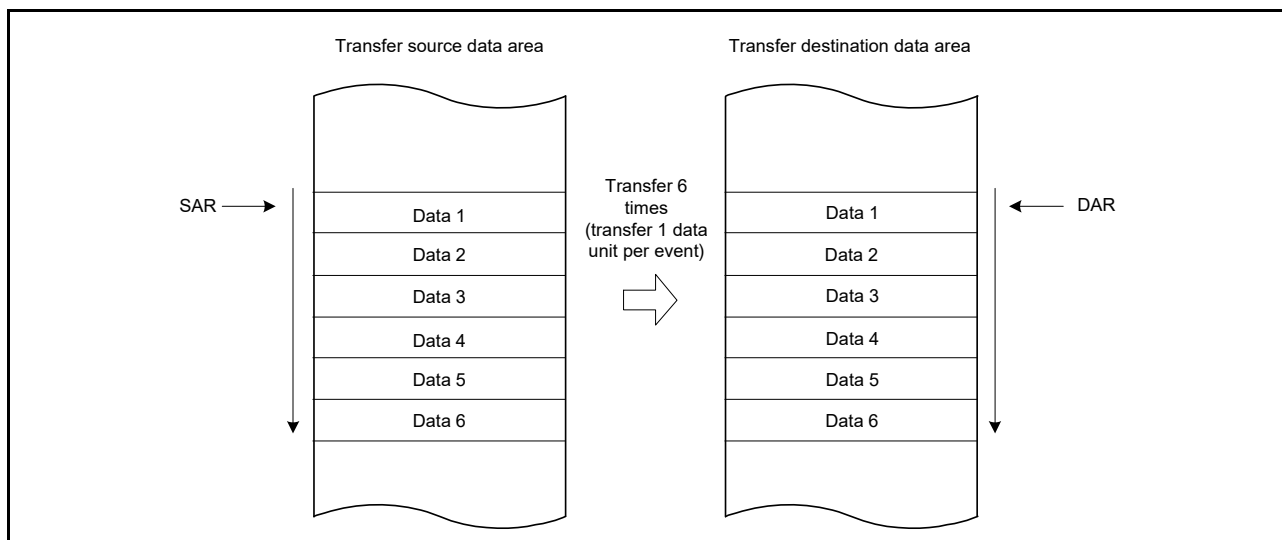 Transfer source data area
Transfer destination data area
SAR
Data 1
Data 2
Data 3
Data 4
Data 5
Data 6
Transfer 6
times
(transfer 1 data
unit per event)
Data 1
Data 2
Data 3
Data 4
Data 5
Data 6
DAR